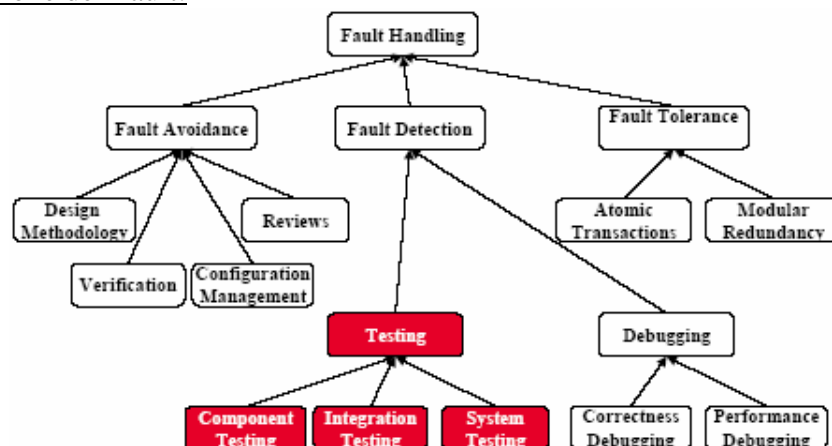 Fault Handling
Fault Avoidance
Fault Detection
Fault Tolerance
Design
Methodology
Reviews
Atomic
Transactions
Modular
Redundancy
Verification
Configuration
Management
Testing
Debugging
Component
Testing
Integration
Testing
System
Testing
Correctness
Debugging
Performance
Debugging